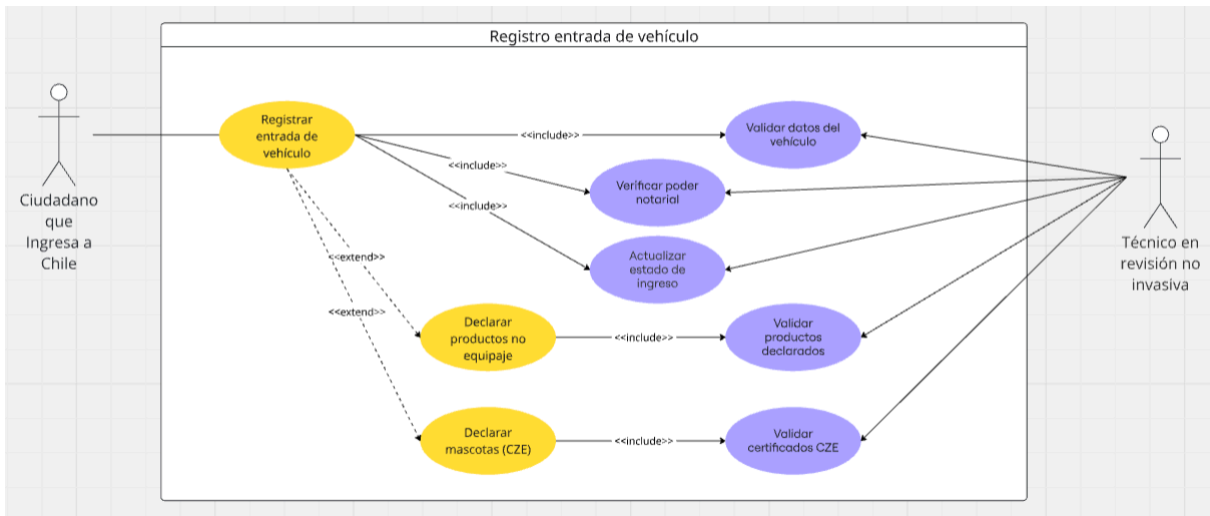 Registro entrada de vehículo
Registrar
entrada de
vehículo
<<include>>
Validar datos del
vehículo
<<include>>
Verificar poder
notarial
<<include>>
Actualizar
estado de
ingreso
Ciudadano
que
Ingresa a
Chile
Técnico en
revisión no
invasiva
<<extend>>
<<extend>>
Declarar
productos no
equipaje
<<include>>
Validar
productos
declarados
Declarar
mascotas (CZE)
<<include>>
Validar
certificados CZE